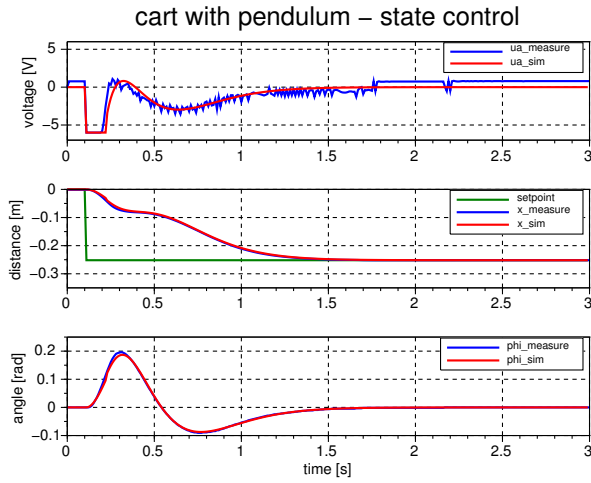 cart with pendulum – state control
5
0
−5
voltage [V]
ua_measure
ua_sim
0 0.5 1 1.5 2 2.5 3
0
−0.1
−0.2
−0.3
distance [m]
setpoint
x_measure
x_sim
0 0.5 1 1.5 2 2.5 3
0.2
0.1
0
−0.1
angle [rad]
phi_measure
phi_sim
0 0.5 1 1.5 2 2.5 3
time [s]